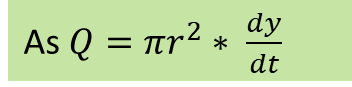 As Q = πr² * dy/dt